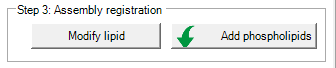 Step 3: Assembly registration
Modify lipid
Add phospholipids